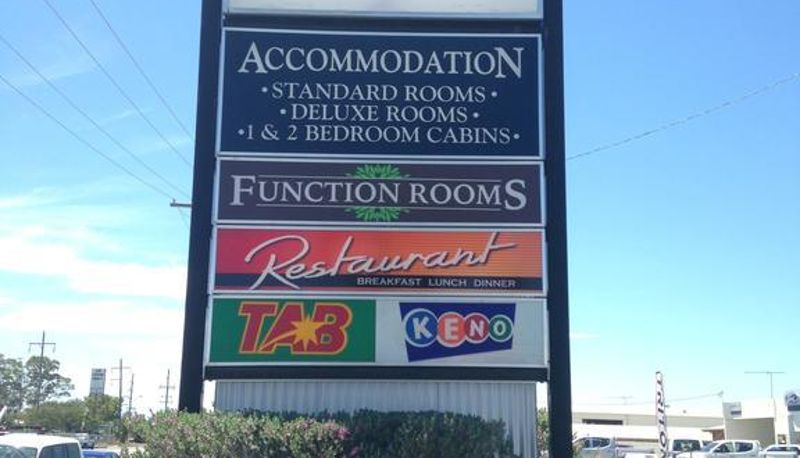 ACCOMMODATION
• STANDARD ROOMS •
• DELUXE ROOMS •
• 1 & 2 BEDROOM CABINS •
FUNCTION ROOMS
Restaurant
BREAKFAST LUNCH DINNER
TAB
KENO